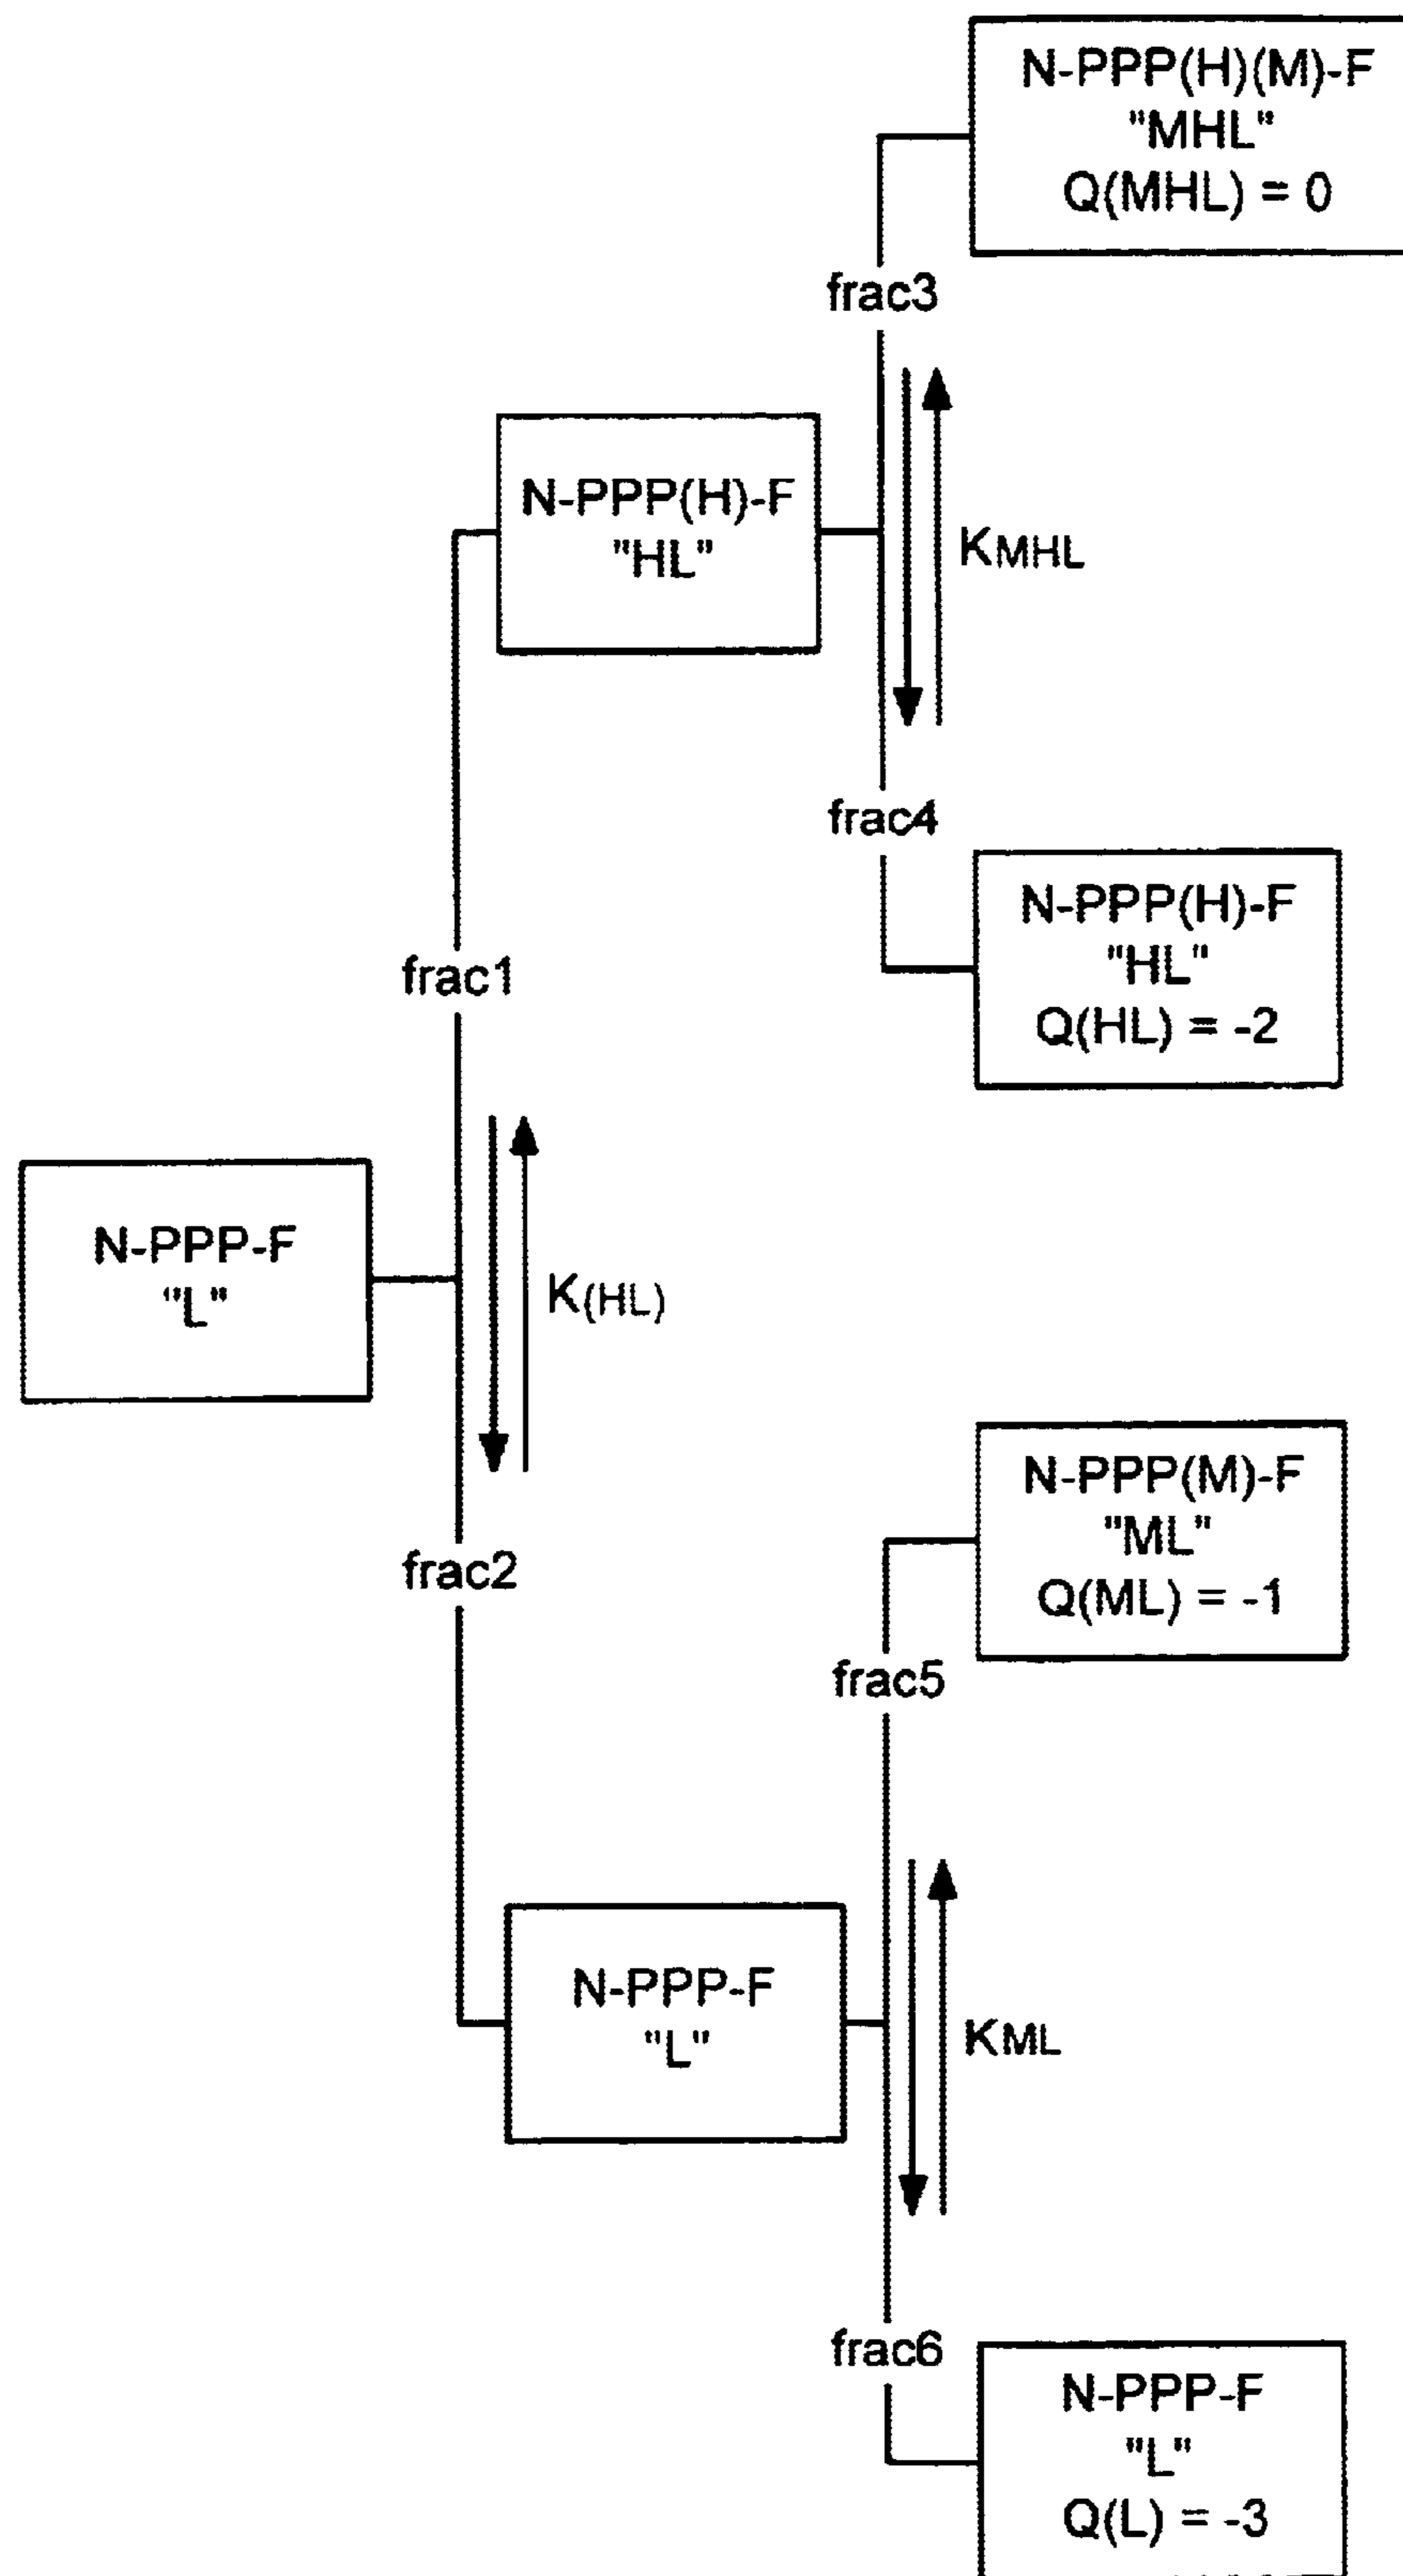 N-PPP(H)(M)-F
"MHL"
Q(MHL) = 0
frac3
N-PPP(H)-F
"HL"
KMHL
frac4
N-PPP(H)-F
"HL"
Q(HL) = -2
frac1
N-PPP-F
"L"
K(HL)
N-PPP(M)-F
"ML"
Q(ML) = -1
frac2
frac5
N-PPP-F
"L"
KML
frac6
N-PPP-F
"L"
Q(L) = -3